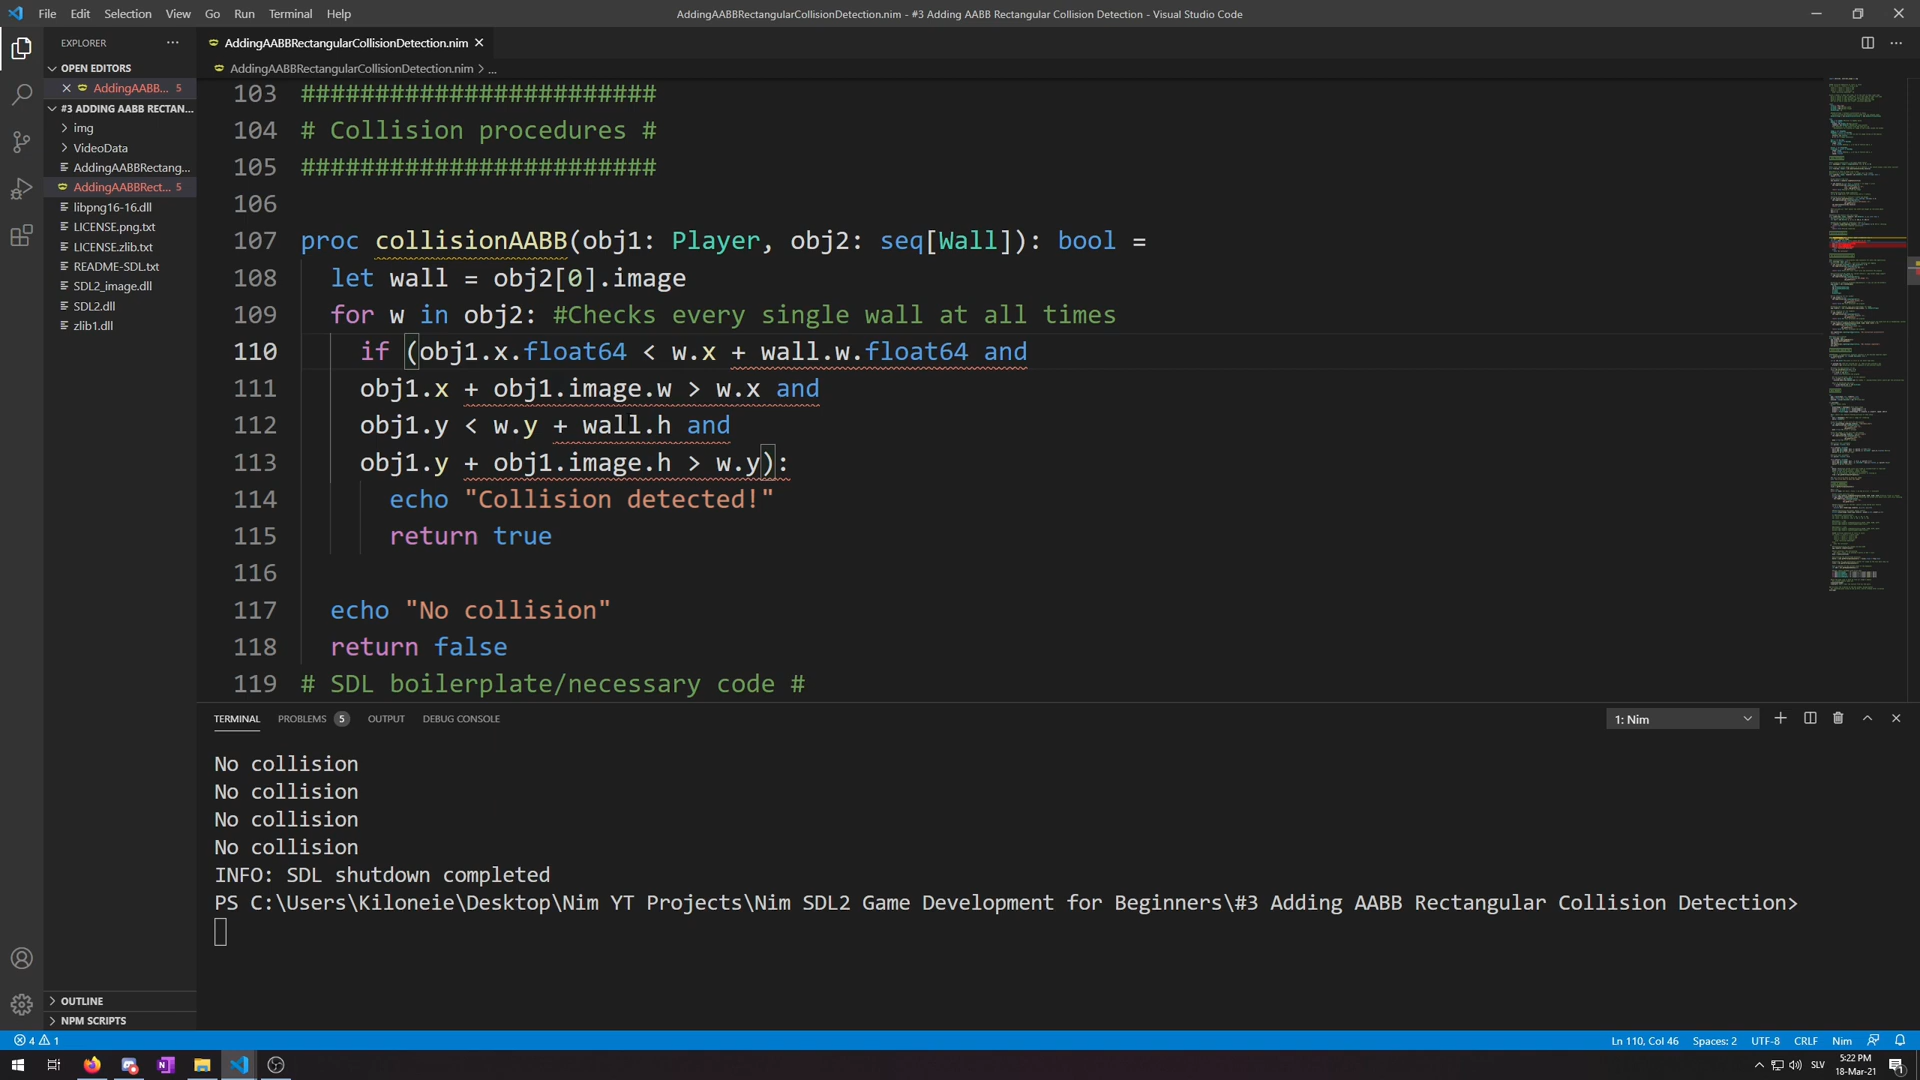 File Edit Selection View Go Run Terminal Help
AddingAABBRectangularCollisionDetection.nim - #3 Adding AABB Rectangular Collision Detection - Visual Studio Code
EXPLORER
AddingAABBRectangularCollisionDetection.nim
OPEN EDITORS
AddingAABBRectangularCollisionDetection.nim > ...
AddingAABB... 5
#3 ADDING AABB RECTAN...
img
VideoData
AddingAABBRectang...
AddingAABBRect... 5
libpng16-16.dll
LICENSE.png.txt
LICENSE.zlib.txt
README-SDL.txt
SDL2_image.dll
SDL2.dll
zlib1.dll
OUTLINE
NPM SCRIPTS
103 ########################
104 # Collision procedures #
105 ########################
106
107 proc collisionAABB(obj1: Player, obj2: seq[Wall]): bool =
108 let wall = obj2[0].image
109 for w in obj2: #Checks every single wall at all times
110 if (obj1.x.float64 < w.x + wall.w.float64 and
111 obj1.x + obj1.image.w > w.x and
112 obj1.y < w.y + wall.h and
113 obj1.y + obj1.image.h > w.y):
114 echo "Collision detected!"
115 return true
116
117 echo "No collision"
118 return false
119 # SDL boilerplate/necessary code #
TERMINAL PROBLEMS 5 OUTPUT DEBUG CONSOLE
1: Nim
No collision
No collision
No collision
No collision
INFO: SDL shutdown completed
PS C:\Users\Kiloneie\Desktop\Nim YT Projects\Nim SDL2 Game Development for Beginners\#3 Adding AABB Rectangular Collision Detection>
4 1
Ln 110, Col 46 Spaces: 2 UTF-8 CRLF Nim
SLV
5:22 PM
18-Mar-21